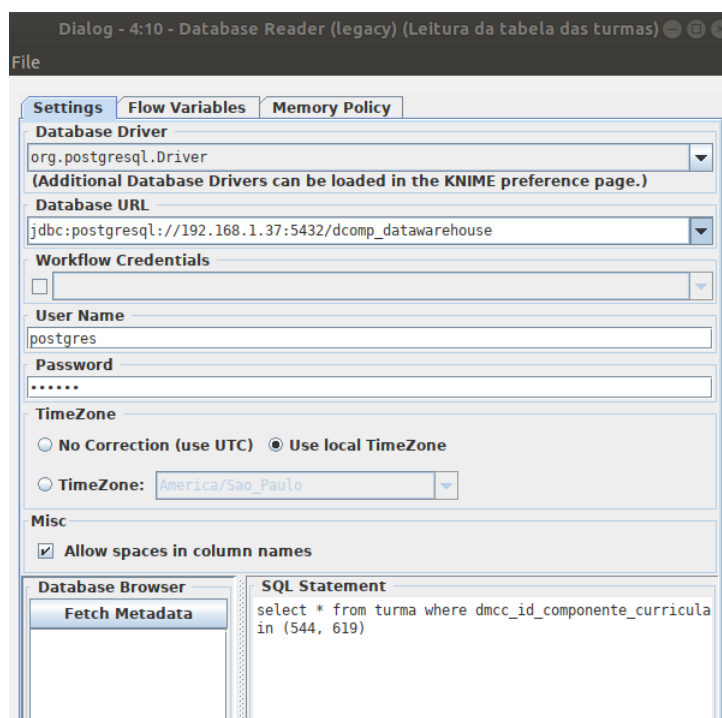 Dialog - 4:10 - Database Reader (legacy) (Leitura da tabela das turmas)
File
Settings Flow Variables Memory Policy
Database Driver
org.postgresql.Driver
(Additional Database Drivers can be loaded in the KNIME preference page.)
Database URL
jdbc:postgresql://192.168.1.37:5432/dcomp_datawarehouse
Workflow Credentials
User Name
postgres
Password
••••••
TimeZone
No Correction (use UTC) Use local TimeZone
TimeZone: America/Sao_Paulo
Misc
Allow spaces in column names
Database Browser SQL Statement
Fetch Metadata
select * from turma where dmcc_id_componente_curricula
in (544, 619)